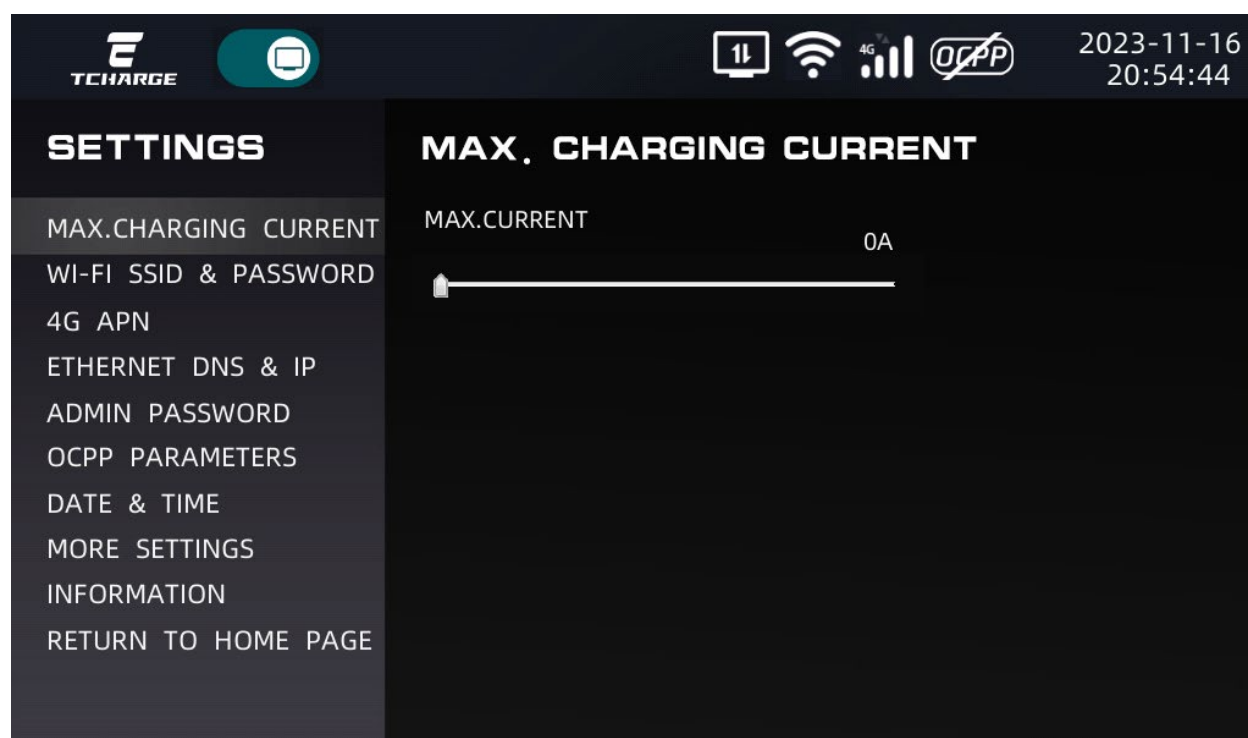 TCHARGE
4G
OCPP
2023-11-16
20:54:44
SETTINGS
MAX.CHARGING CURRENT
WI-FI SSID & PASSWORD
4G APN
ETHERNET DNS & IP
ADMIN PASSWORD
OCPP PARAMETERS
DATE & TIME
MORE SETTINGS
INFORMATION
RETURN TO HOME PAGE
MAX. CHARGING CURRENT
MAX.CURRENT
0A